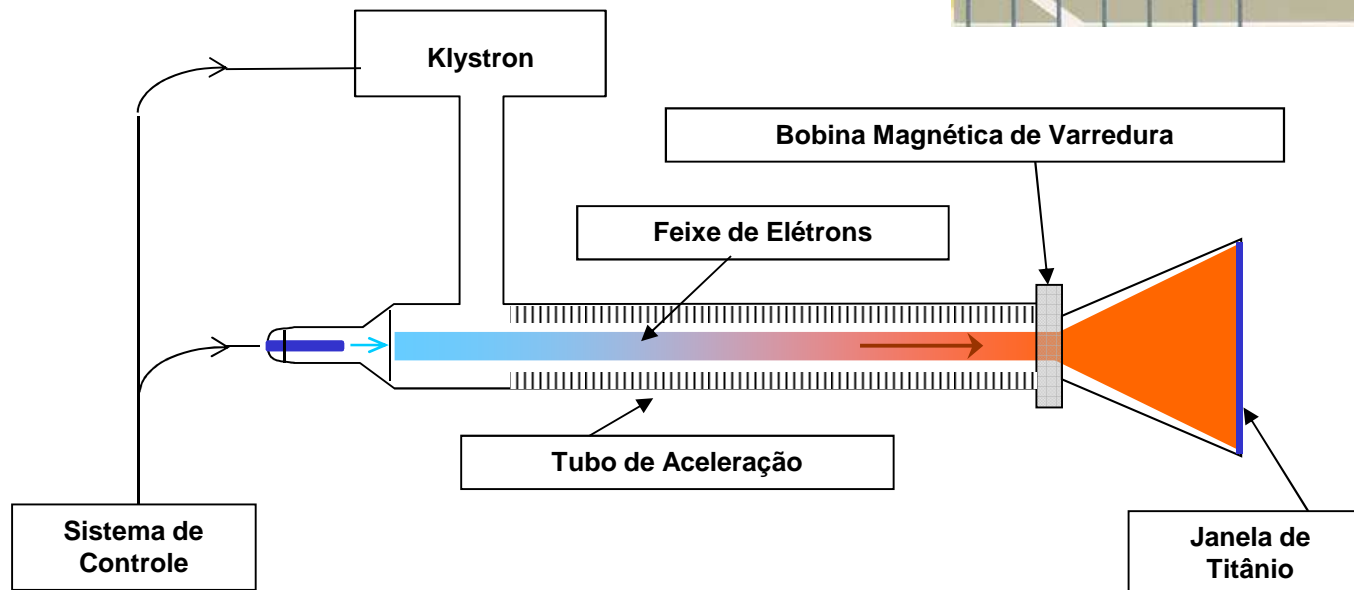 Klystron
Bobina Magnética de Varredura
Feixe de Elétrons
Tubo de Aceleração
Sistema de
Controle
Janela de
Titânio